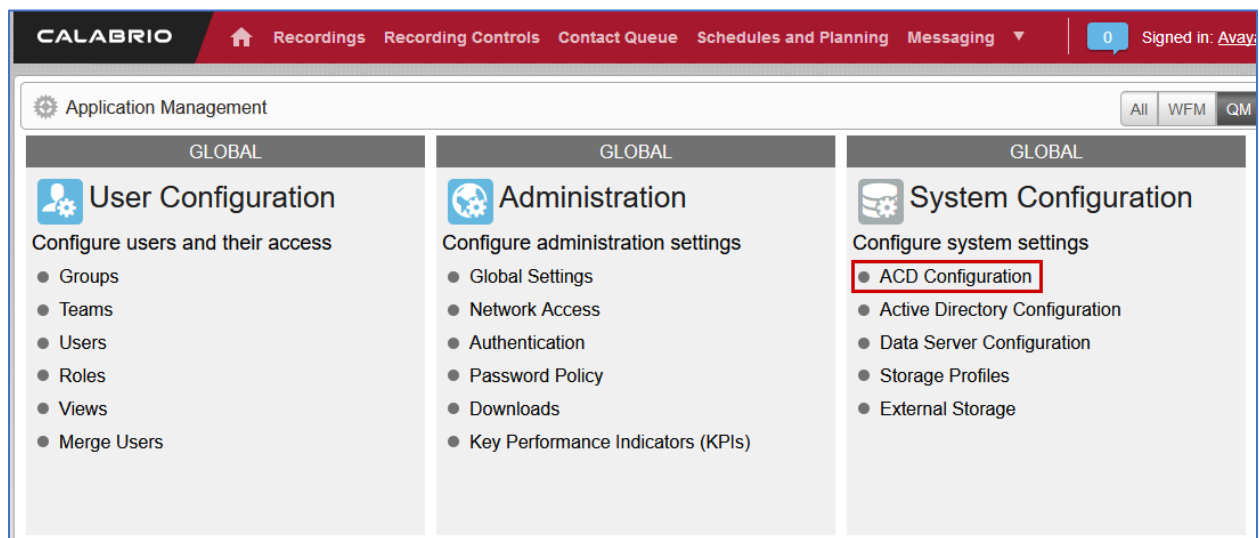 CALABRIO Recordings Recording Controls Contact Queue Schedules and Planning Messaging ▼ 0 Signed in: Avaya
Application Management All WFM QM
GLOBAL
User Configuration
Configure users and their access
Groups
Teams
Users
Roles
Views
Merge Users
GLOBAL
Administration
Configure administration settings
Global Settings
Network Access
Authentication
Password Policy
Downloads
Key Performance Indicators (KPIs)
GLOBAL
System Configuration
Configure system settings
ACD Configuration
Active Directory Configuration
Data Server Configuration
Storage Profiles
External Storage